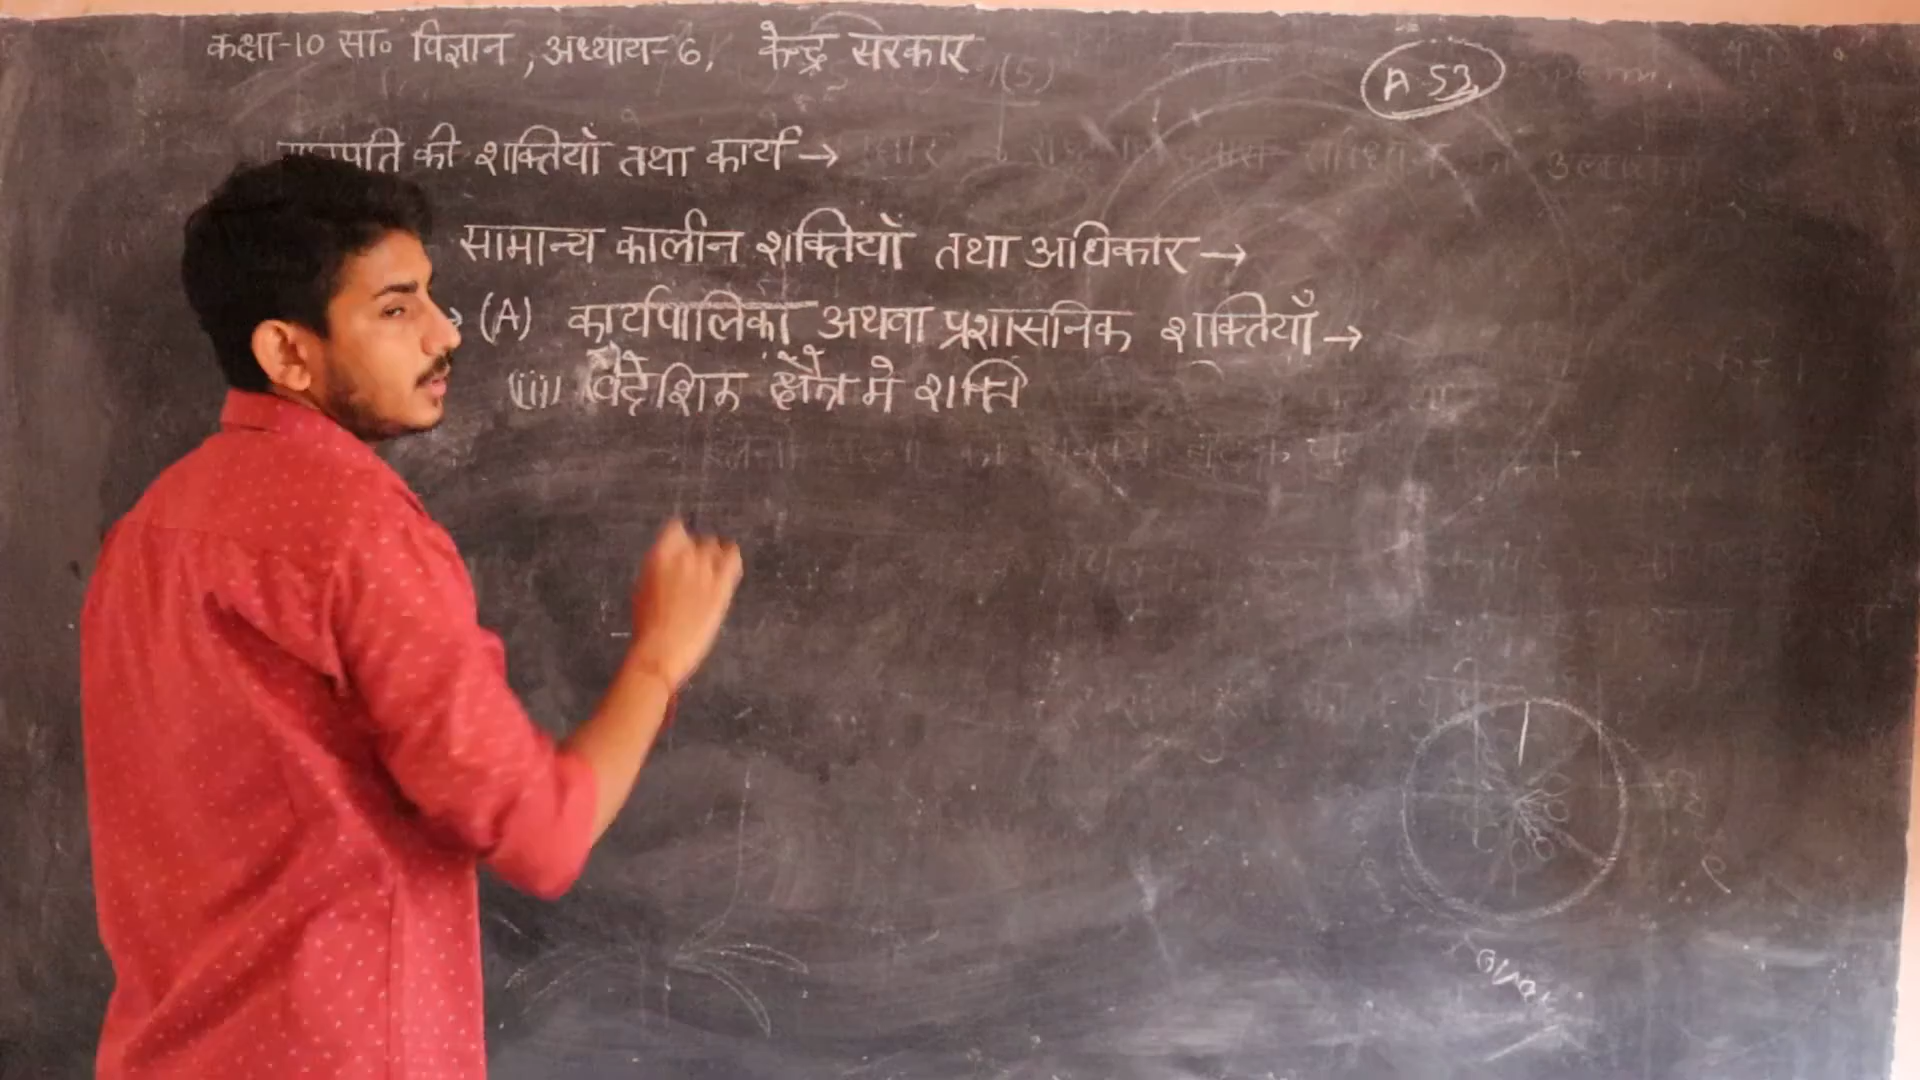 कक्षा-10 सा० विज्ञान, अध्याय-6, केन्द्र सरकार
A-53
की शक्तियाँ तथा कार्य →
सामान्य कालीन शक्तियाँ तथा अधिकार →
(A) कार्यपालिका अथवा प्रशासनिक शक्तियाँ →
(iii) वैदेशिक क्षेत्र में शक्ति